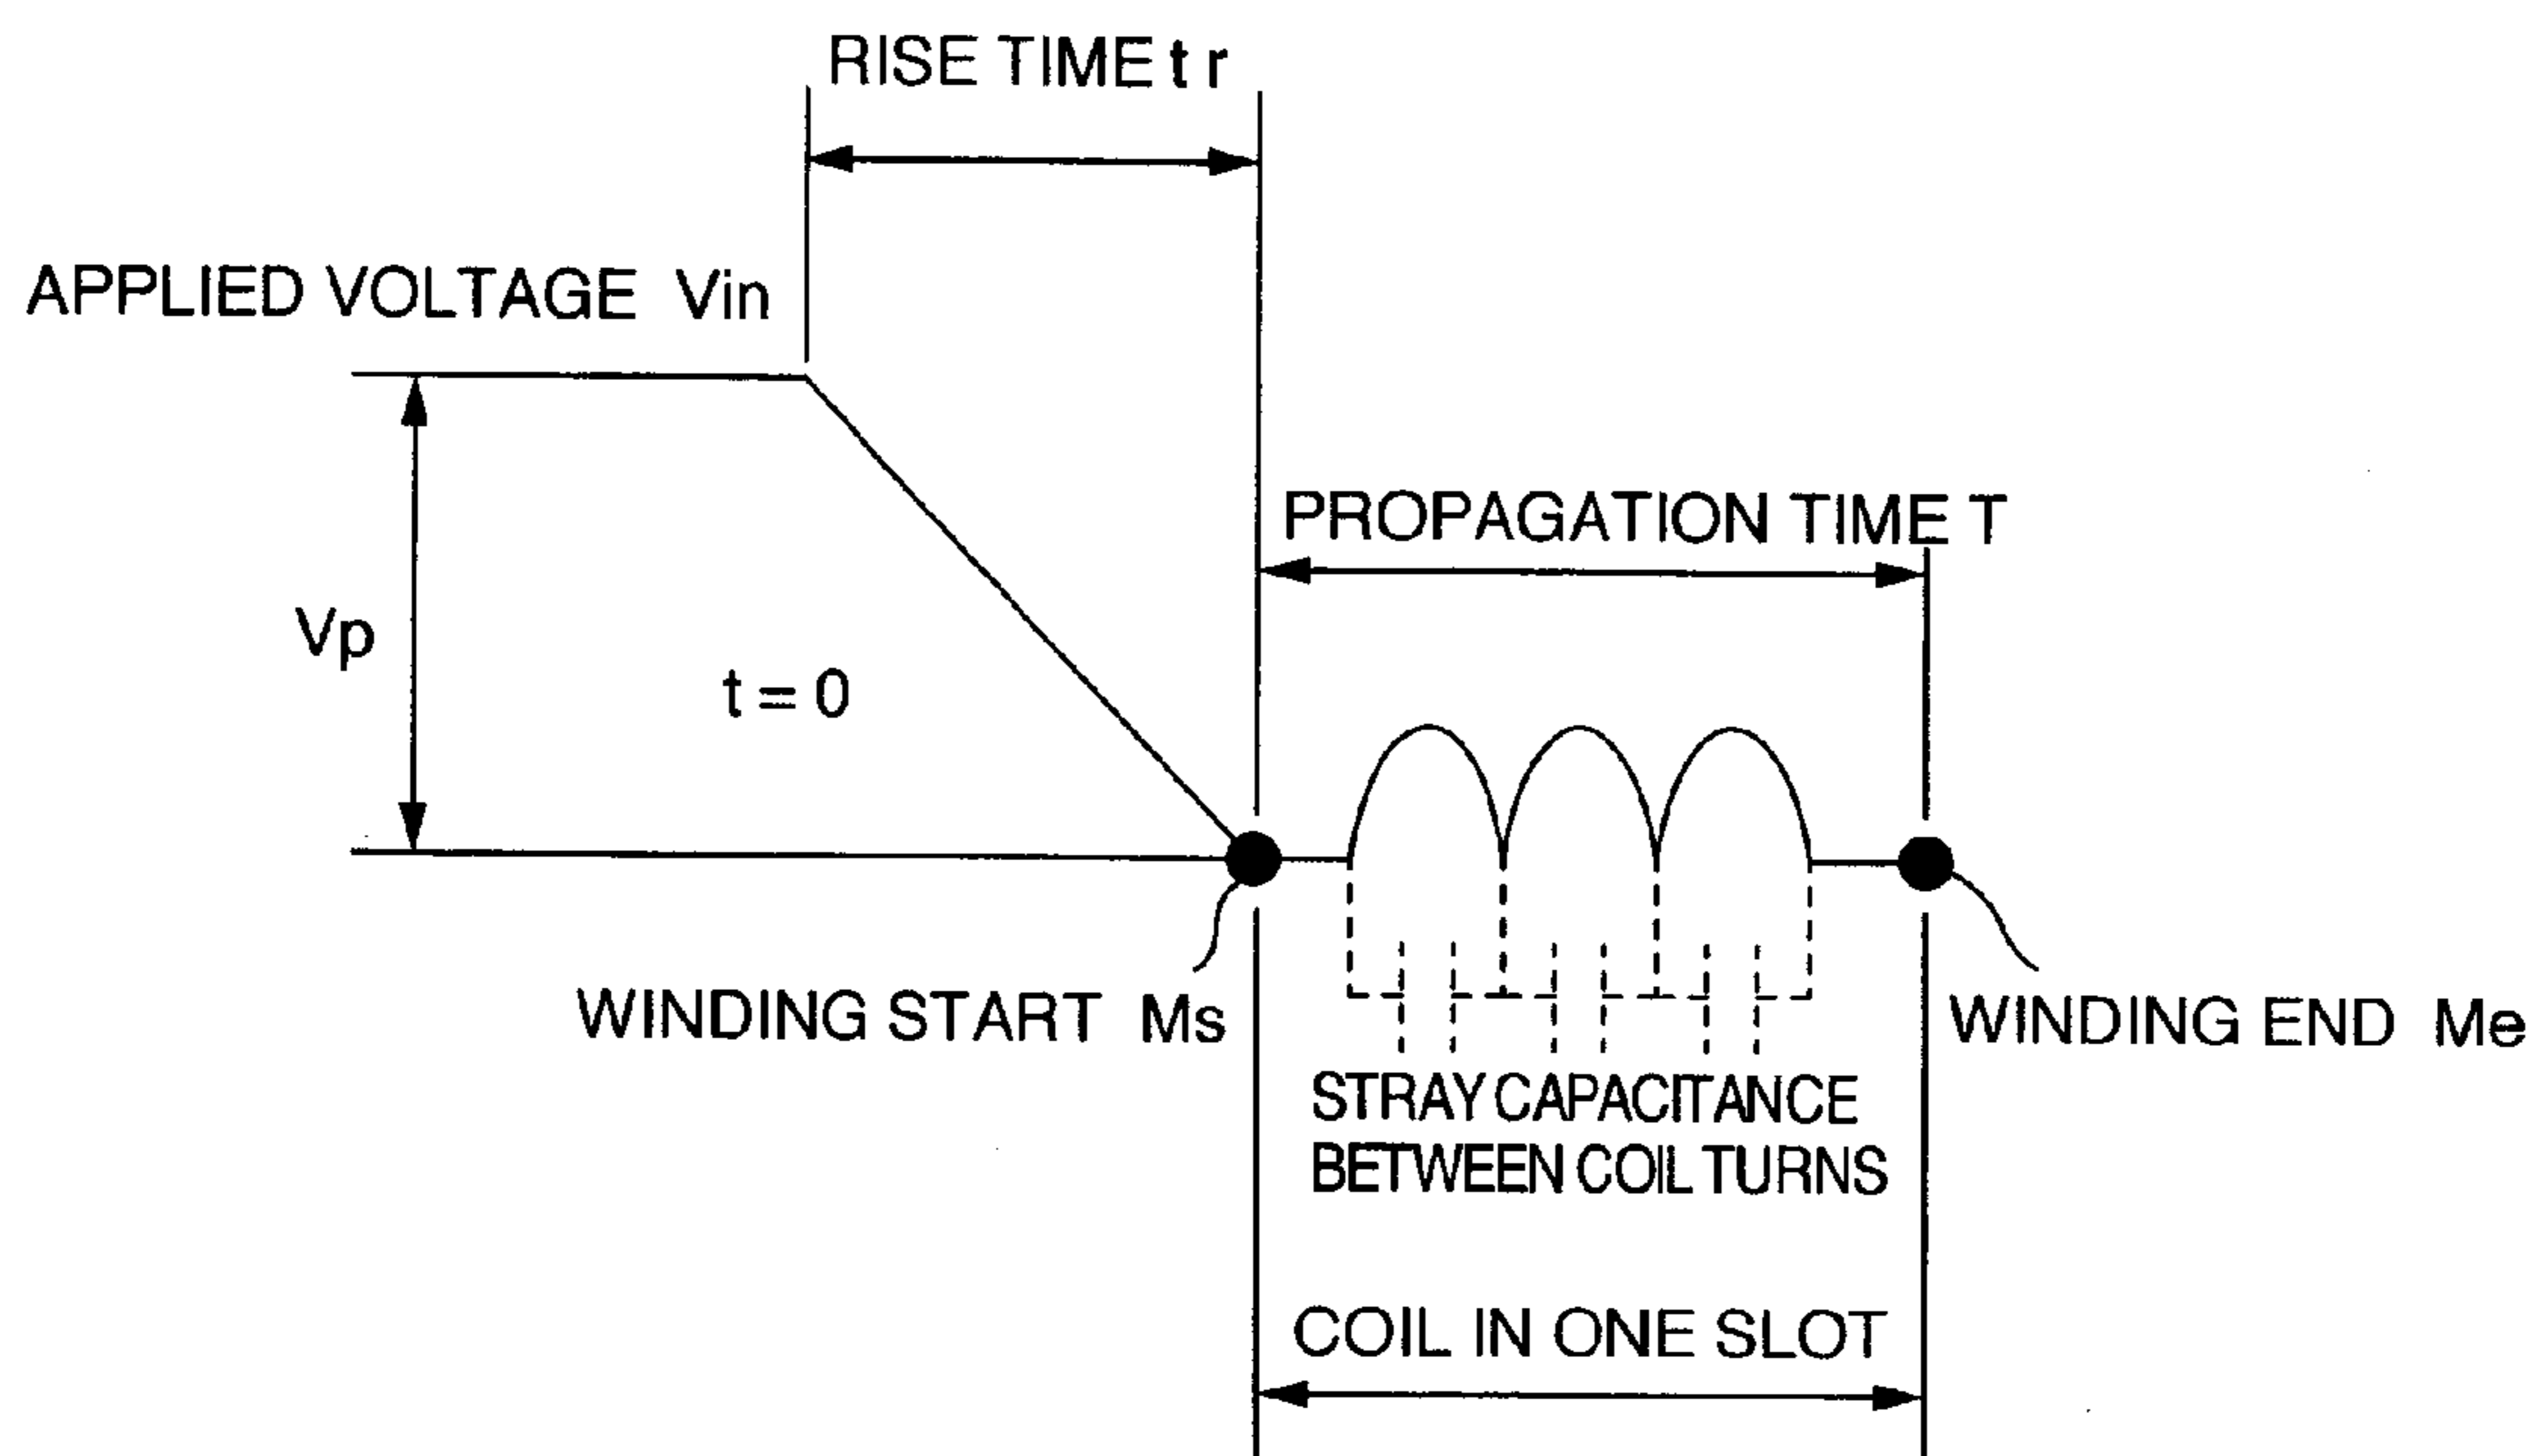 RISE TIME t r
APPLIED VOLTAGE Vin
PROPAGATION TIME T
Vp
t = 0
WINDING START Ms
WINDING END Me
STRAY CAPACITANCE
BETWEEN COIL TURNS
COIL IN ONE SLOT